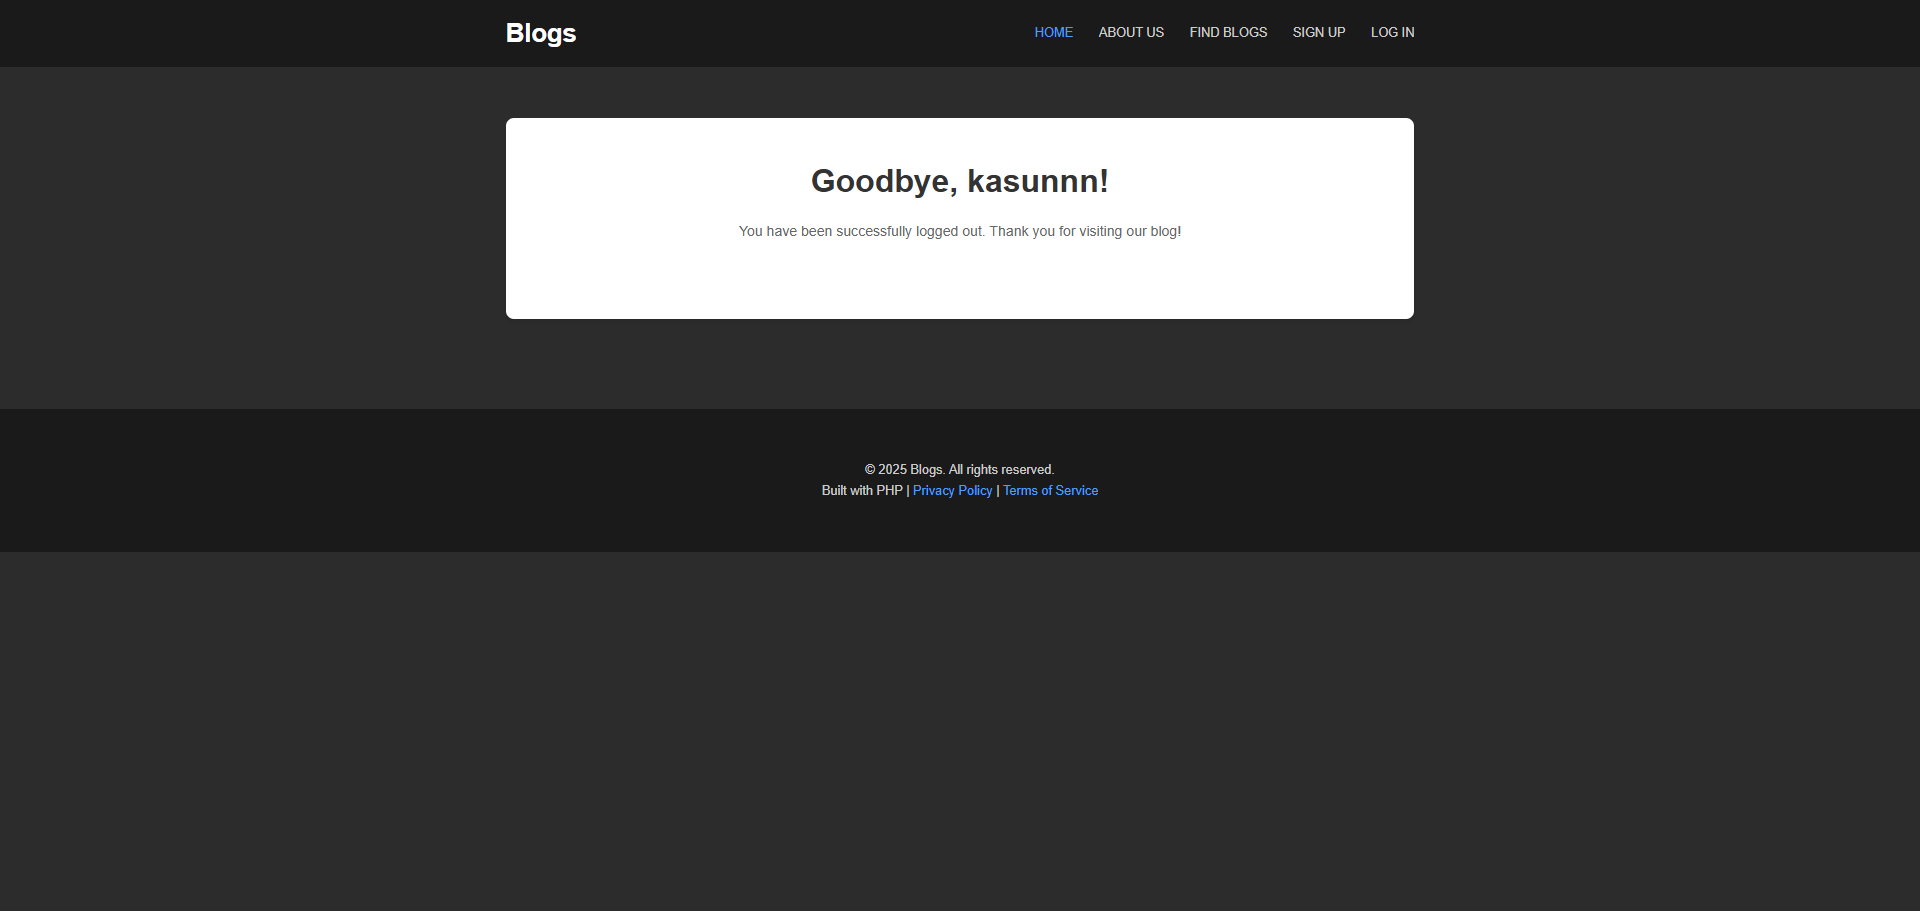 Blogs
HOME ABOUT US FIND BLOGS SIGN UP LOG IN
Goodbye, kasunnn!
You have been successfully logged out. Thank you for visiting our blog!
© 2025 Blogs. All rights reserved.
Built with PHP | Privacy Policy | Terms of Service